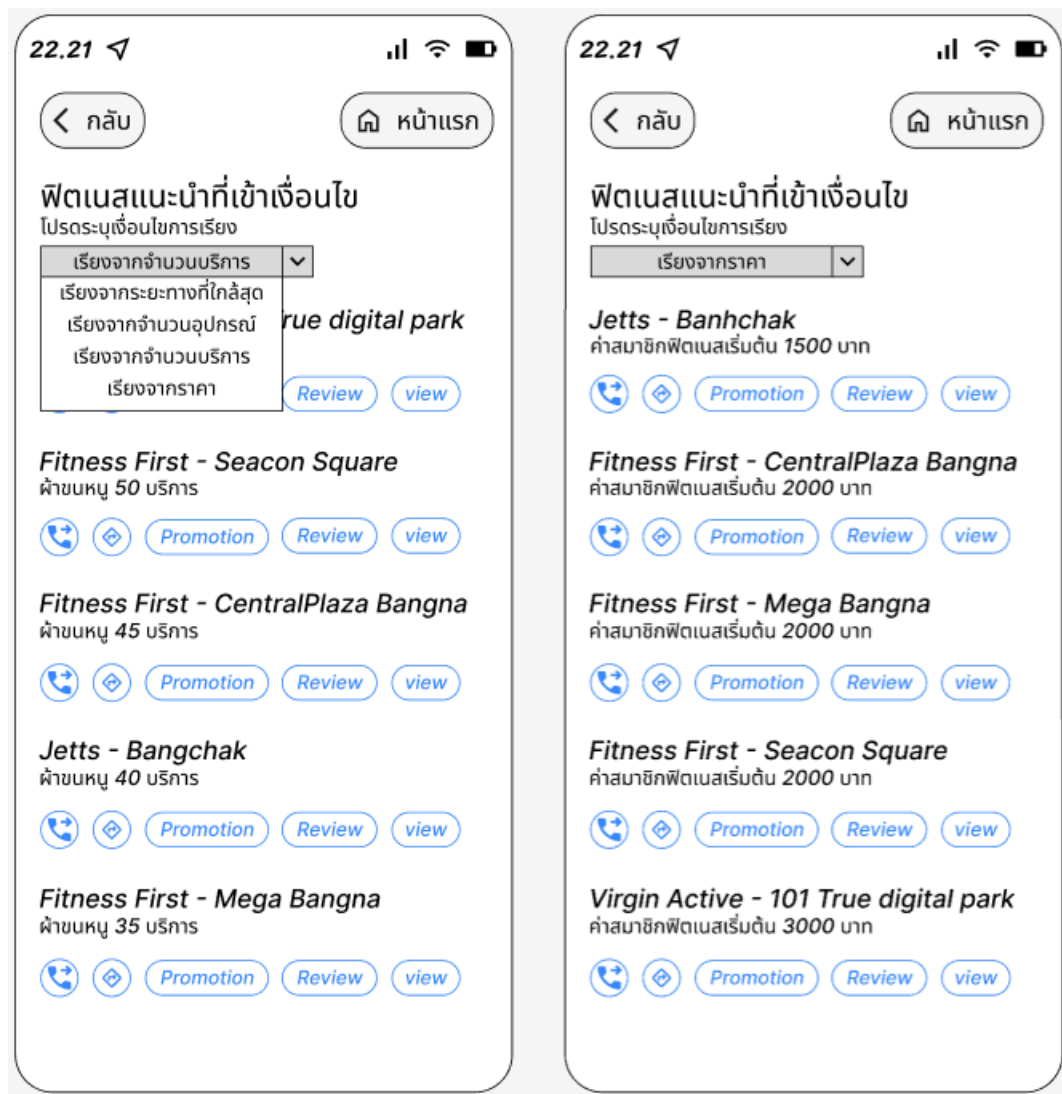 22.21
กลับ
หน้าแรก
ฟิตเนสแนะนำที่เข้าเงื่อนไข
โปรดระบุเงื่อนไขการเรียง
เรียงจากจำนวนบริการ
เรียงจากระยะทางที่ใกล้สุด
เรียงจากจำนวนอุปกรณ์
เรียงจากจำนวนบริการ
เรียงจากราคา
rue digital park
Review view
Fitness First - Seacon Square
ผ้าขนหนู 50 บริการ
Promotion Review view
Fitness First - CentralPlaza Bangna
ผ้าขนหนู 45 บริการ
Promotion Review view
Jetts - Bangchak
ผ้าขนหนู 40 บริการ
Promotion Review view
Fitness First - Mega Bangna
ผ้าขนหนู 35 บริการ
Promotion Review view
22.21
กลับ
หน้าแรก
ฟิตเนสแนะนำที่เข้าเงื่อนไข
โปรดระบุเงื่อนไขการเรียง
เรียงจากราคา
Jetts - Banhchak
ค่าสมาชิกฟิตเนสเริ่มต้น 1500 บาท
Promotion Review view
Fitness First - CentralPlaza Bangna
ค่าสมาชิกฟิตเนสเริ่มต้น 2000 บาท
Promotion Review view
Fitness First - Mega Bangna
ค่าสมาชิกฟิตเนสเริ่มต้น 2000 บาท
Promotion Review view
Fitness First - Seacon Square
ค่าสมาชิกฟิตเนสเริ่มต้น 2000 บาท
Promotion Review view
Virgin Active - 101 True digital park
ค่าสมาชิกฟิตเนสเริ่มต้น 3000 บาท
Promotion Review view